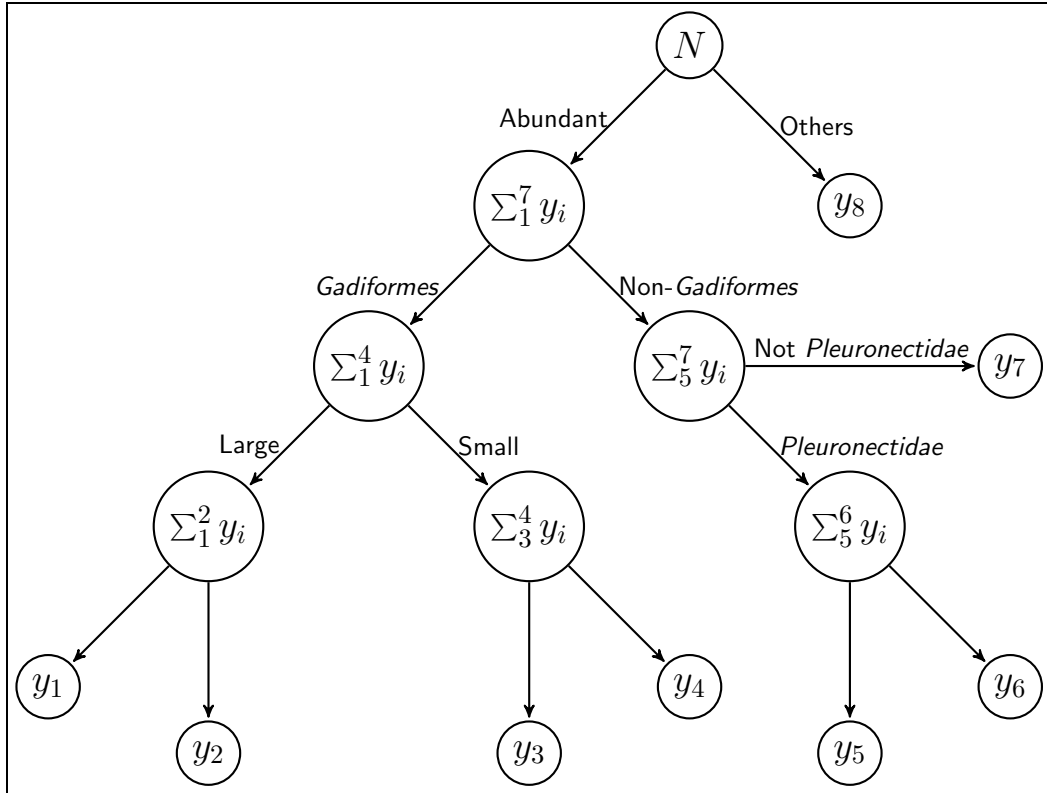 N
Abundant
Others
∑₁⁷ yᵢ
y₈
Gadiformes
Non-Gadiformes
∑₁⁴ yᵢ
∑₅⁷ yᵢ
Not Pleuronectidae
y₇
Large
Small
Pleuronectidae
∑₁² yᵢ
∑₃⁴ yᵢ
∑₅⁶ yᵢ
y₁
y₄
y₆
y₂
y₃
y₅